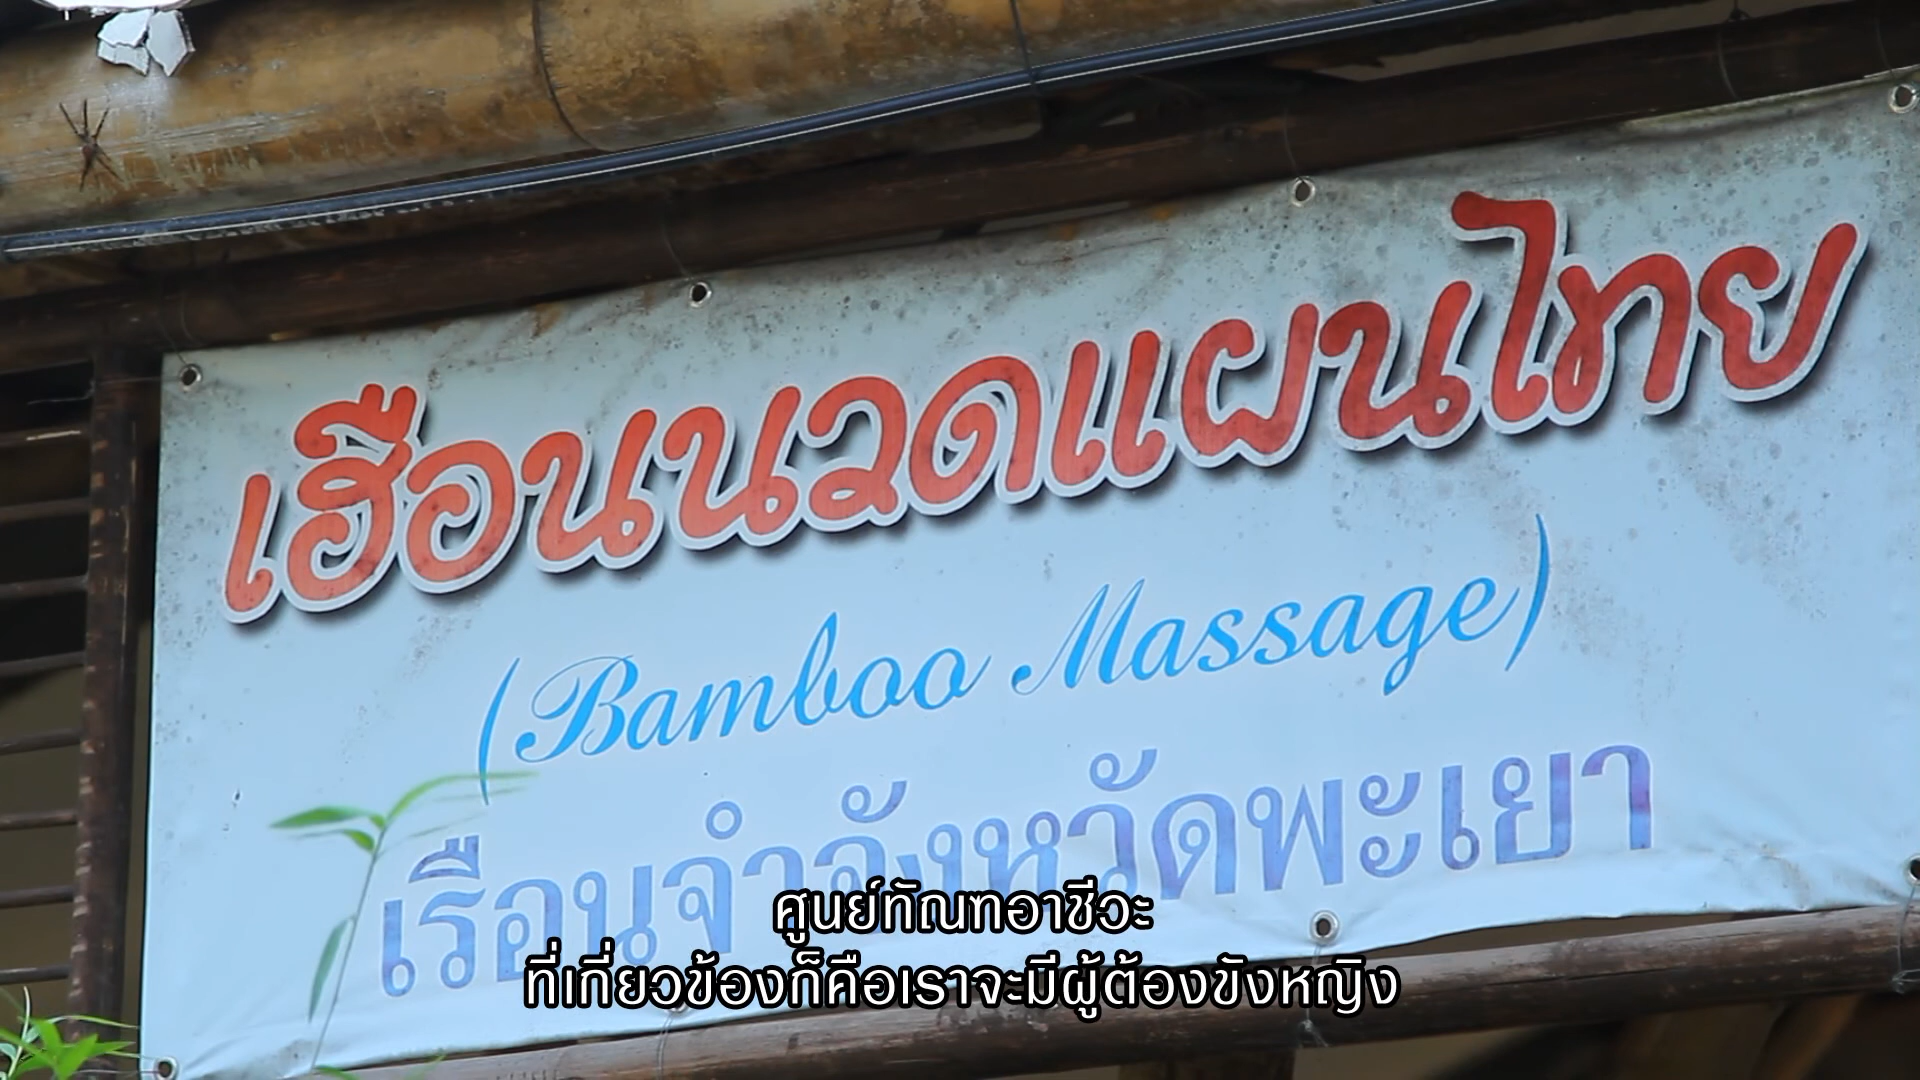 เฮือนนวดแผนไทย
(Bamboo Massage)
เรือนจำจังหวัดพะเยา
ศูนย์ทัณฑอาชีวะ
ที่เกี่ยวข้องก็คือเราจะมีผู้ต้องขังหญิง